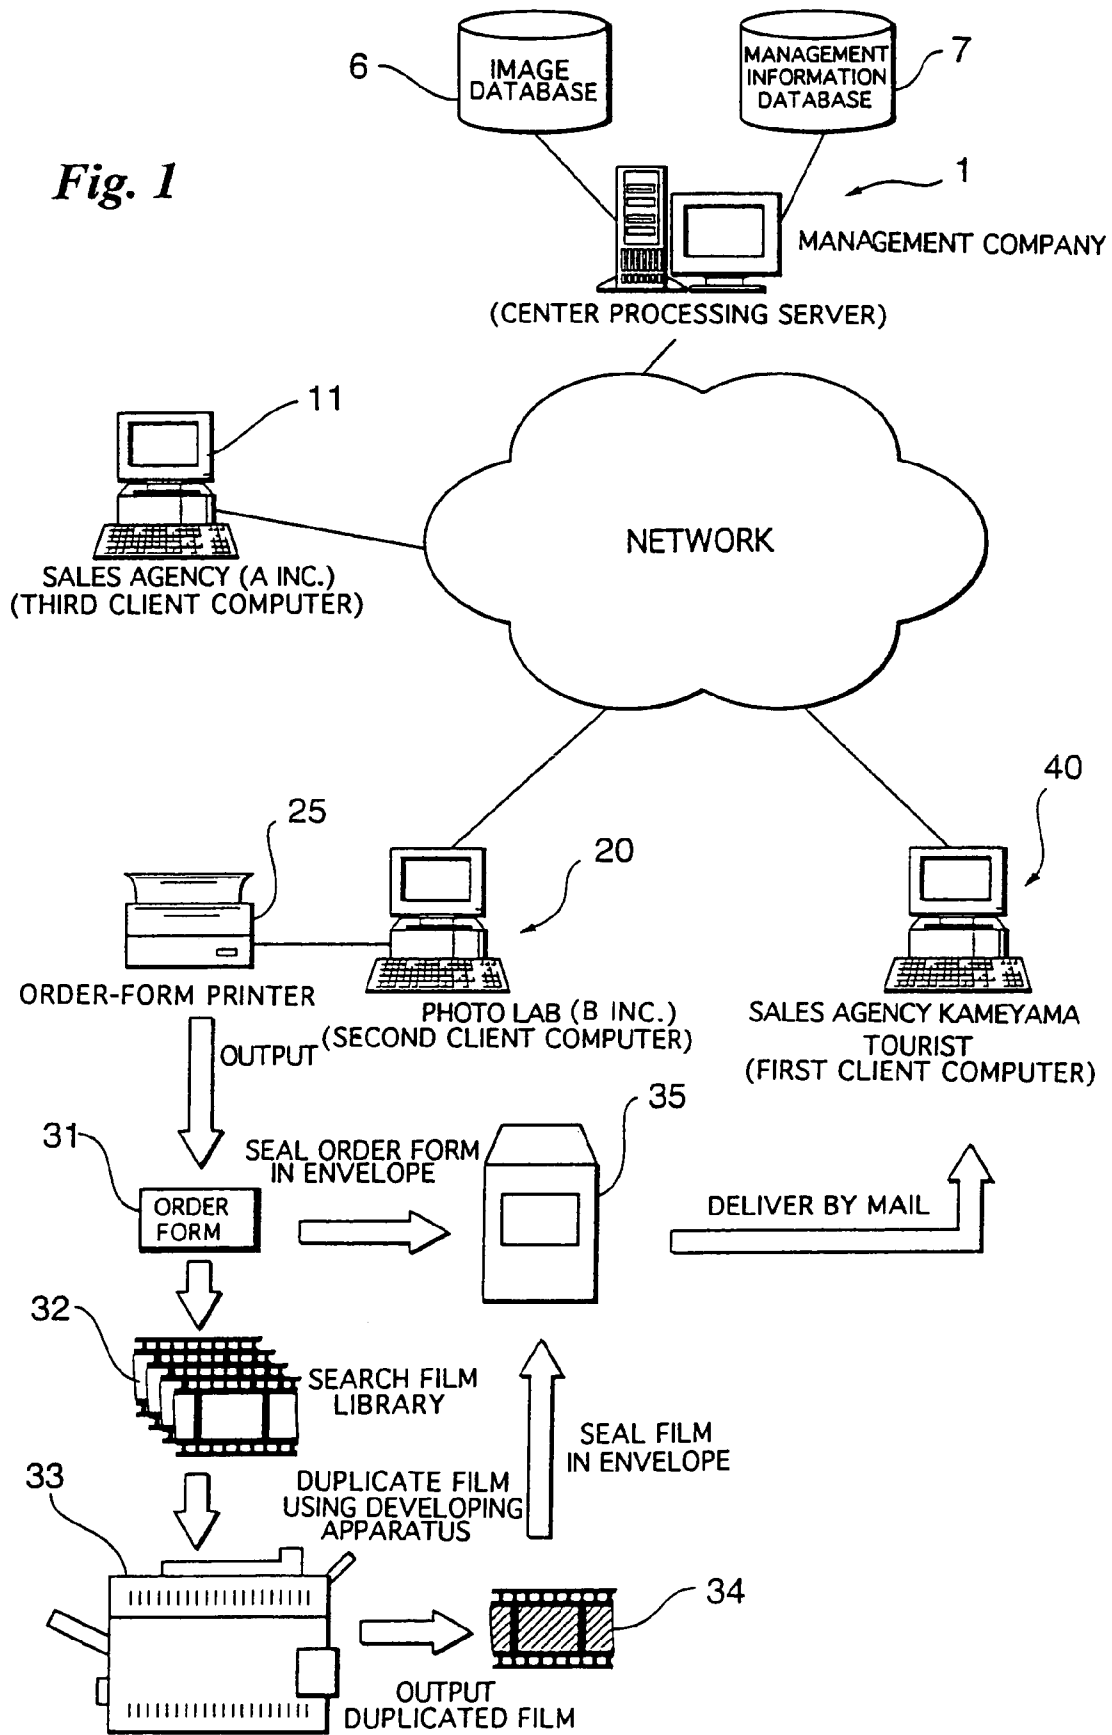 6
IMAGE
DATABASE
MANAGEMENT
INFORMATION
DATABASE
7
Fig. 1
1
MANAGEMENT COMPANY
(CENTER PROCESSING SERVER)
11
SALES AGENCY (A INC.)
(THIRD CLIENT COMPUTER)
NETWORK
25
20
40
ORDER-FORM PRINTER
PHOTO LAB (B INC.)
(SECOND CLIENT COMPUTER)
SALES AGENCY KAMEYAMA
TOURIST
(FIRST CLIENT COMPUTER)
OUTPUT
31
SEAL ORDER FORM
IN ENVELOPE
35
ORDER
FORM
DELIVER BY MAIL
32
SEARCH FILM
LIBRARY
SEAL FILM
IN ENVELOPE
33
DUPLICATE FILM
USING DEVELOPING
APPARATUS
34
OUTPUT
DUPLICATED FILM